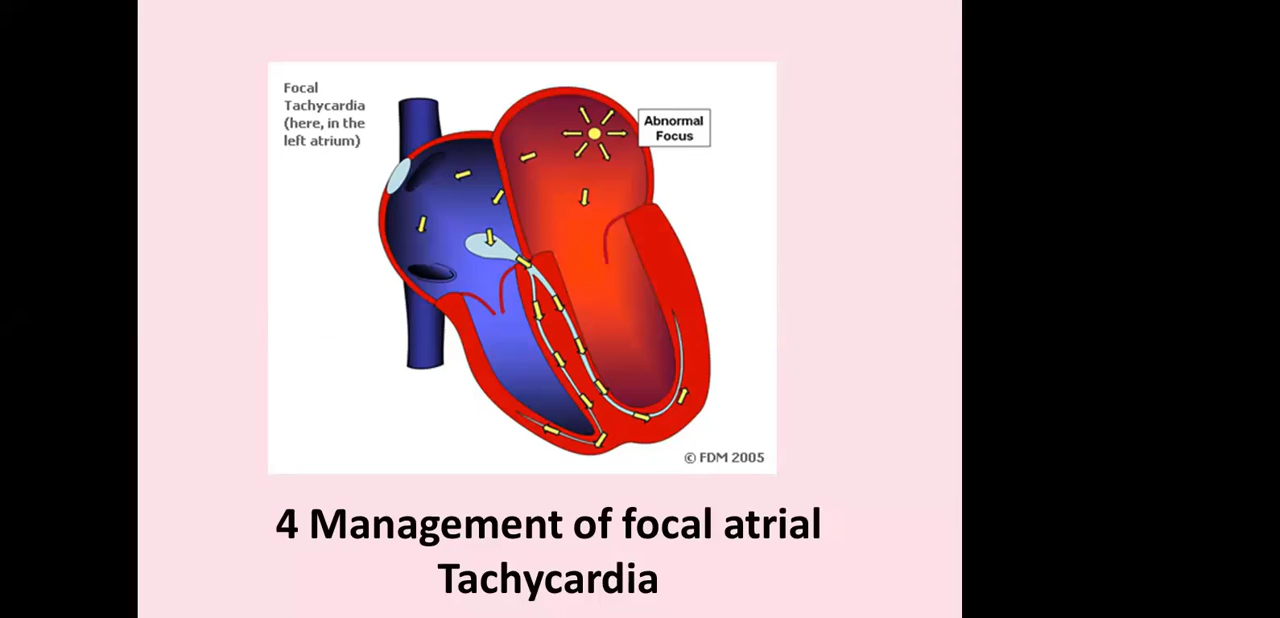 Focal
Tachycardia
(here, in the
left atrium)
Abnormal
Focus
© FDM 2005
4 Management of focal atrial
Tachycardia